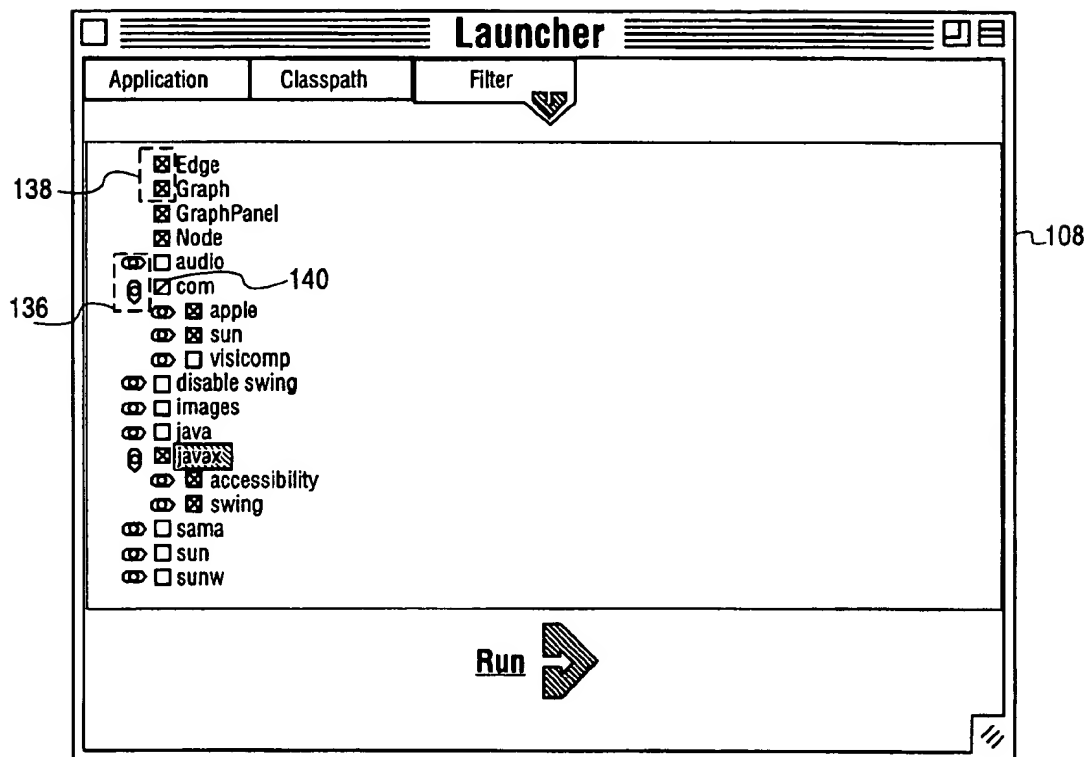 Launcher
Application Classpath Filter
Edge
138
Graph
GraphPanel
108
Node
audio
140
com
136
apple
sun
visicomp
disable swing
images
java
javax
accessibility
swing
sama
sun
sunw
Run